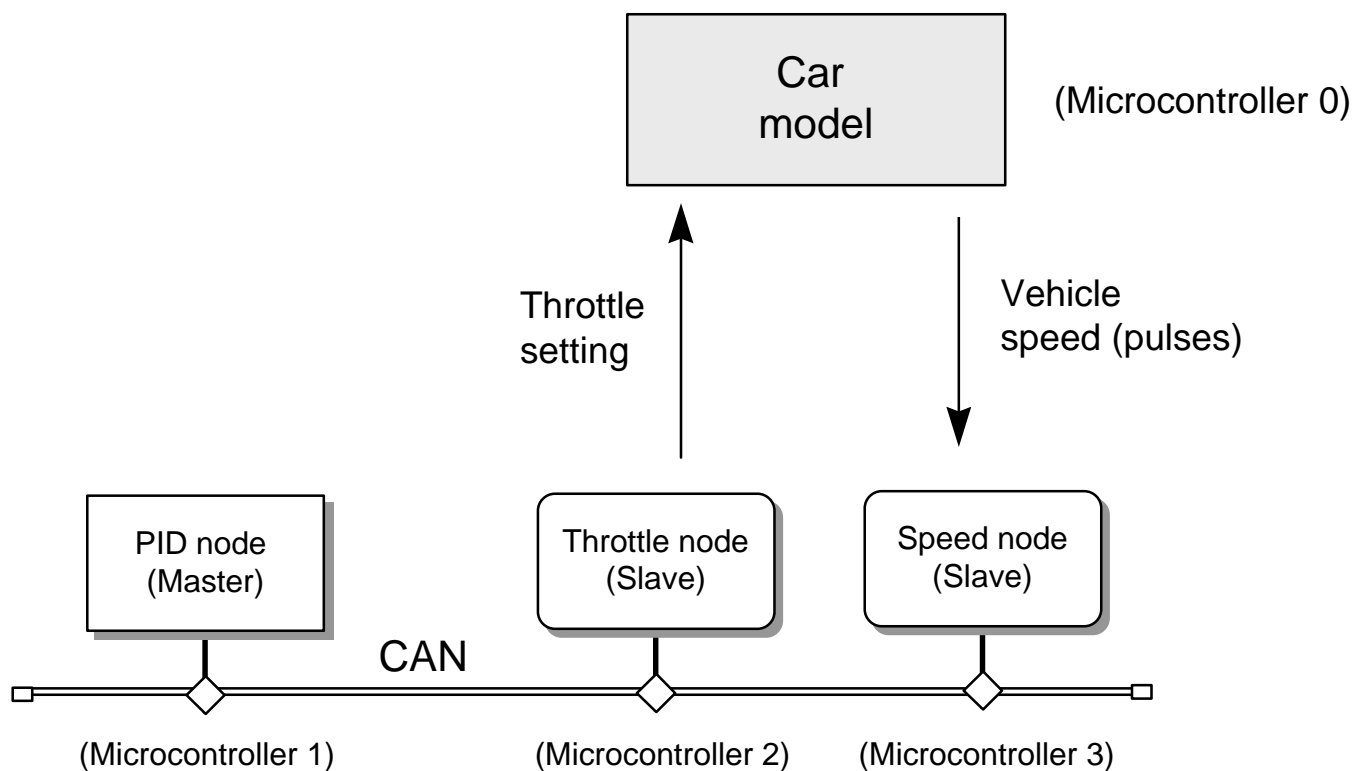 Car
model
(Microcontroller 0)
Throttle
setting
Vehicle
speed (pulses)
PID node
(Master)
Throttle node
(Slave)
Speed node
(Slave)
CAN
(Microcontroller 1)
(Microcontroller 2)
(Microcontroller 3)